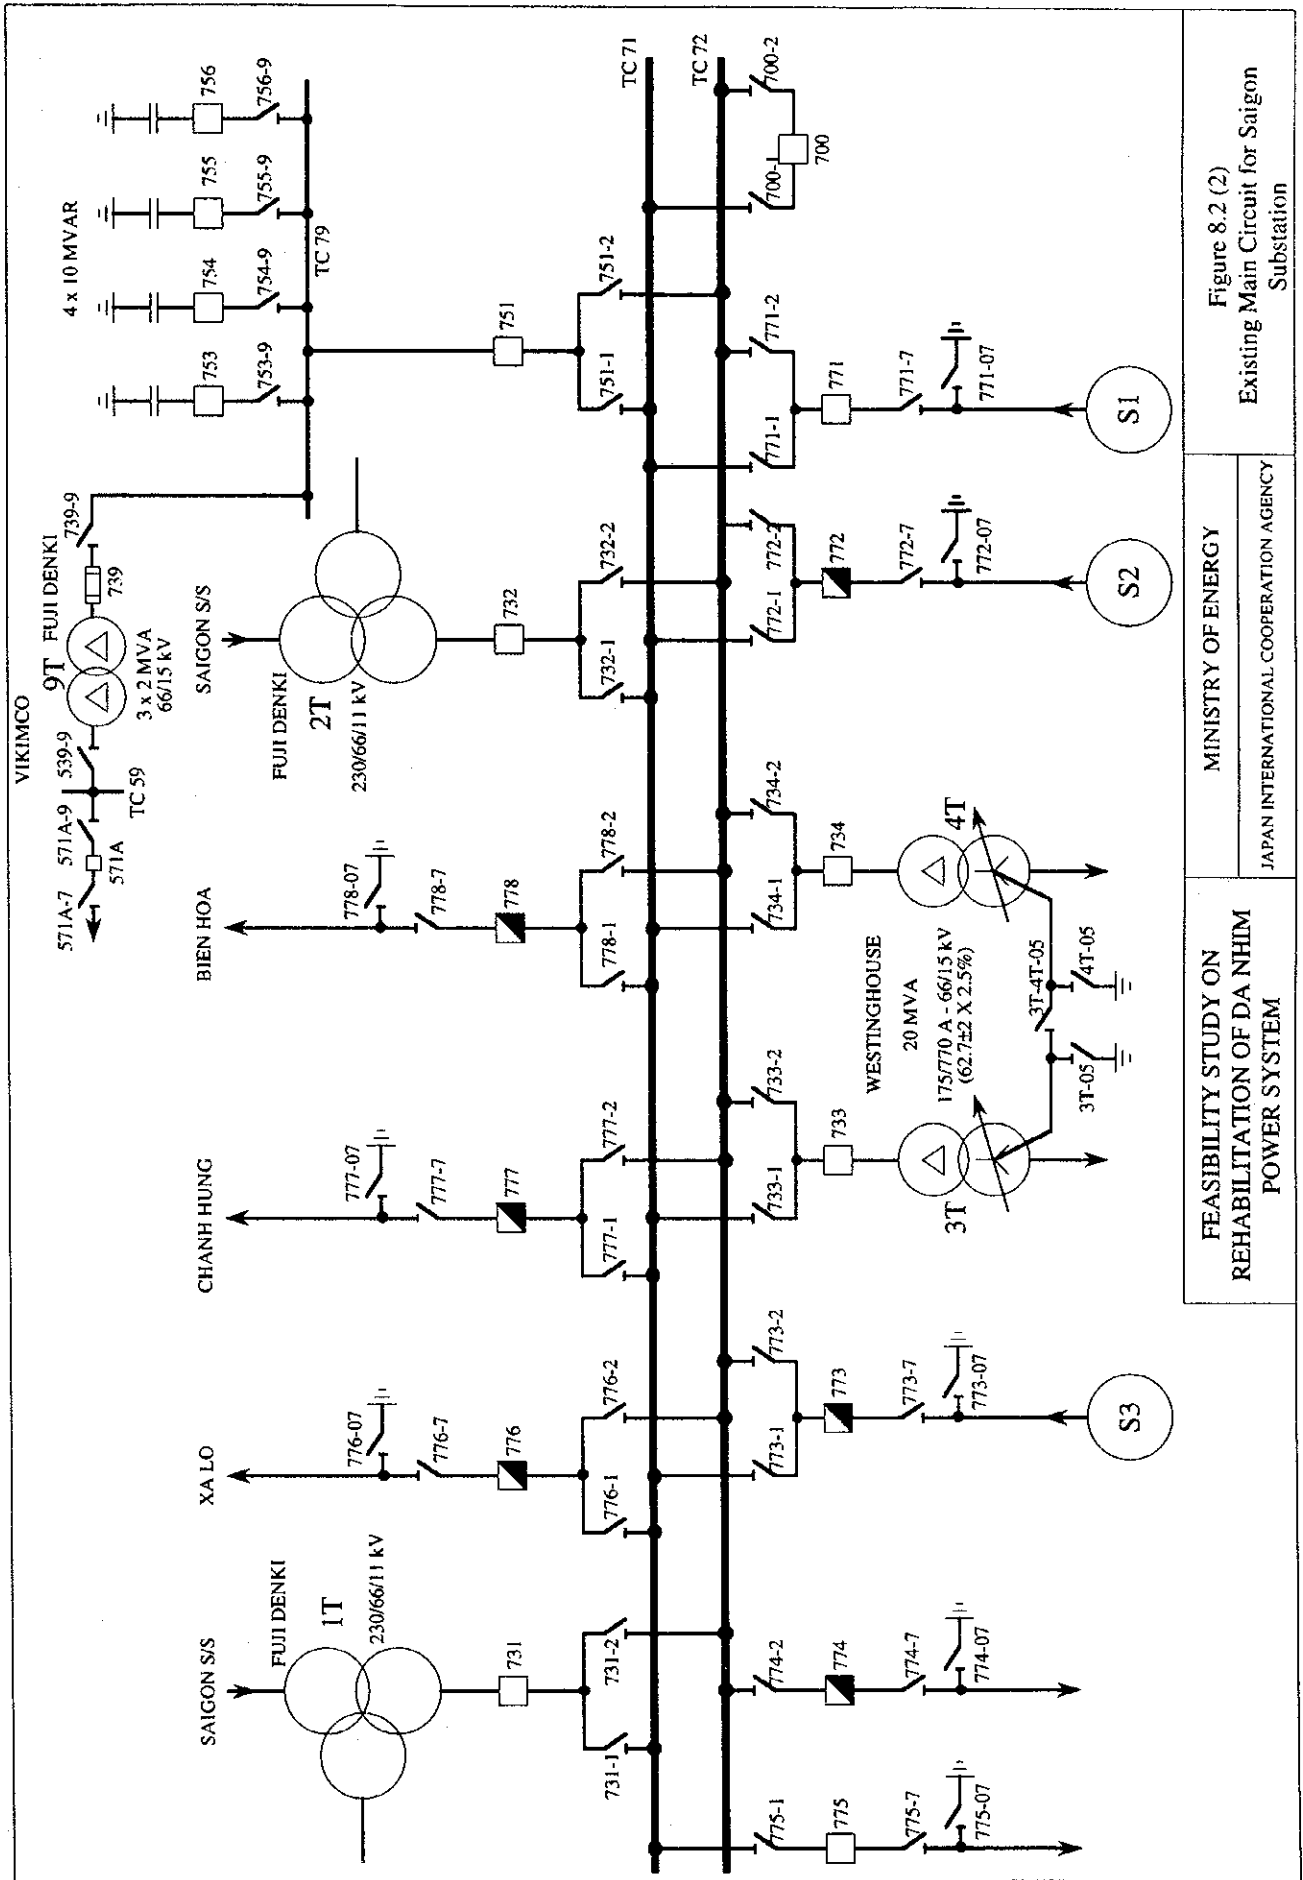 VIKIMCO
571A-7
571A-9
571A
TC 59
539-9
9T
FUJI DENKI
3 x 2 MVA
66/15 kV
739
739-9
4 x 10 MVAR
753
753-9
754
754-9
755
755-9
756
756-9
TC 79
SAIGON S/S
FUJI DENKI
1T
230/66/11 kV
731
731-1
731-2
XA LO
776-07
776-7
776
776-1
776-2
CHANH HUNG
777-07
777-7
777
777-1
777-2
BIEN HOA
778-07
778-7
778
778-1
778-2
SAIGON S/S
FUJI DENKI
2T
230/66/11 kV
732
732-1
732-2
751
751-1
751-2
TC 71
TC 72
775-1
775
775-7
775-07
774-2
774
774-7
774-07
773-1
773-2
773
773-7
773-07
S3
733-1
733-2
733
3T
WESTINGHOUSE
20 MVA
175/770 A - 66/15 kV
(62.7±2 X 2.5%)
3T-05
3T-4T-05
4T-05
734-1
734-2
734
4T
772-1
772-2
772
772-7
772-07
S2
771-1
771-2
771
771-7
771-07
S1
700-1
700-2
700
FEASIBILITY STUDY ON
REHABILITATION OF DA NHIM
POWER SYSTEM
MINISTRY OF ENERGY
JAPAN INTERNATIONAL COOPERATION AGENCY
Figure 8.2 (2)
Existing Main Circuit for Saigon
Substation